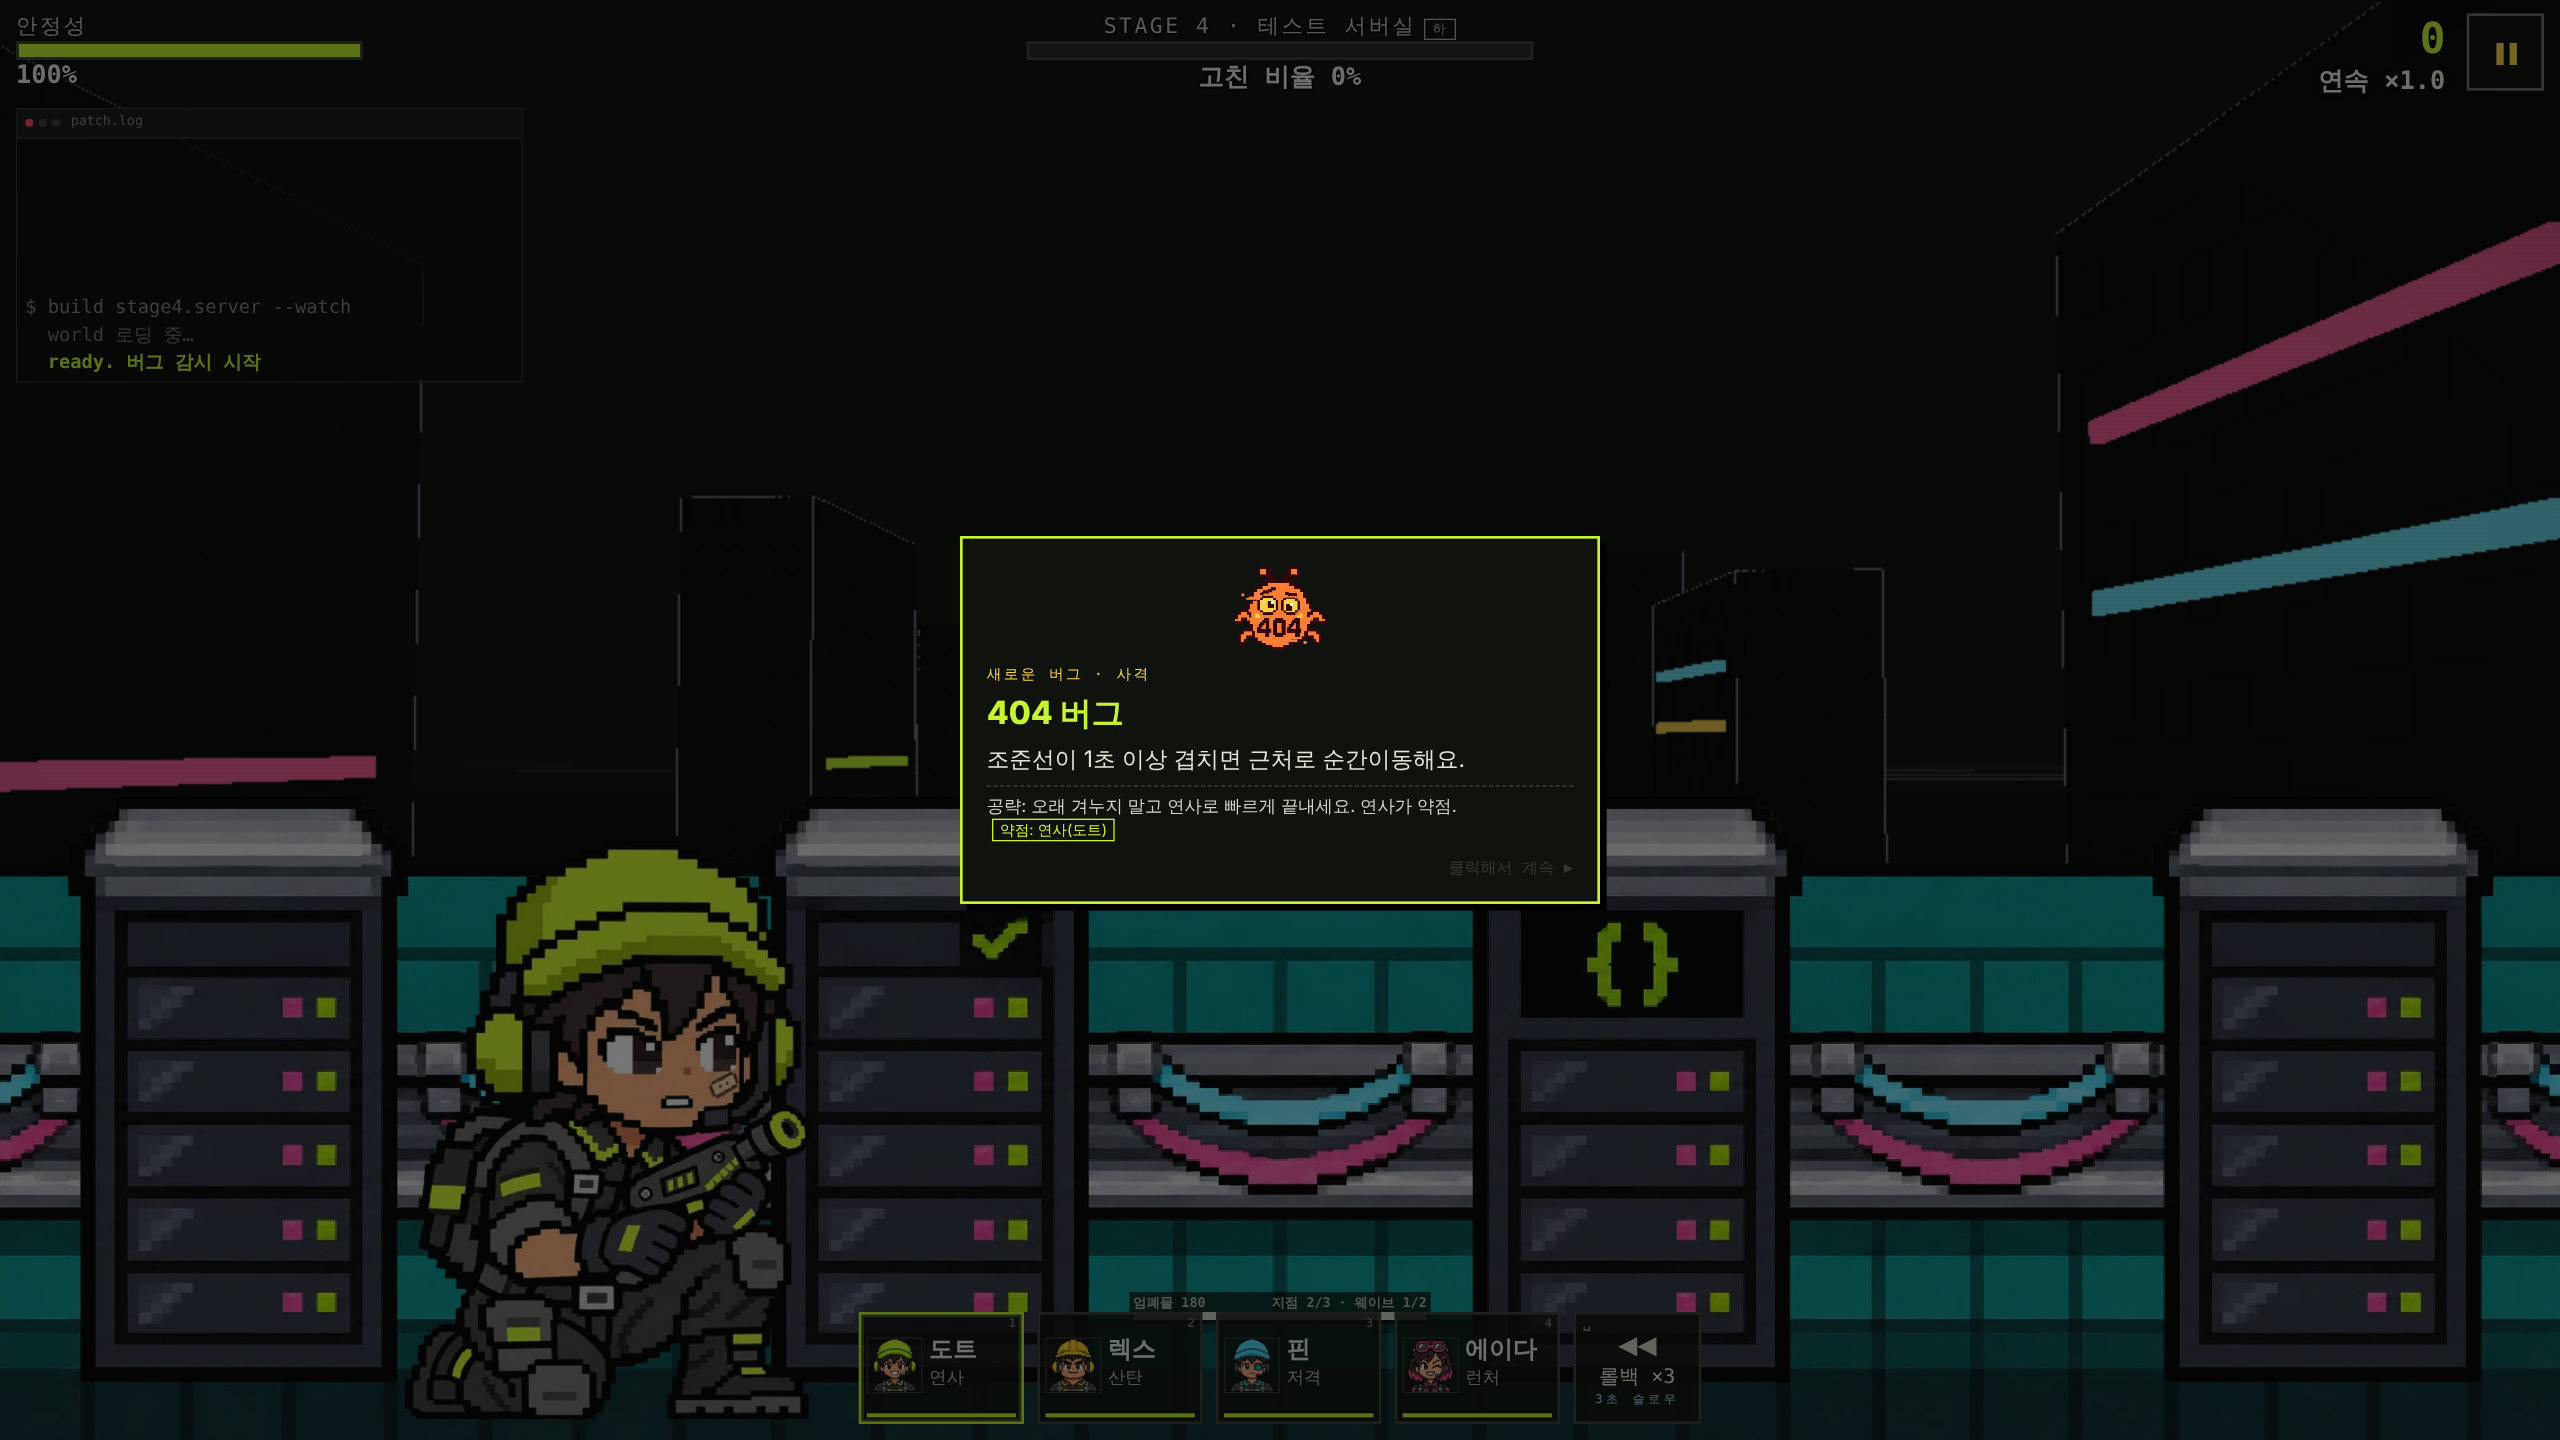 안정성
100%
STAGE 4 · 테스트 서버실 하
고친 비율 0%
0
연속 ×1.0
patch.log
$ build stage4.server --watch
world 로딩 중…
ready. 버그 감시 시작
404
새로운 버그 · 사격
404 버그
조준선이 1초 이상 겹치면 근처로 순간이동해요.
공략: 오래 겨누지 말고 연사로 빠르게 끝내세요. 연사가 약점.
약점: 연사(도트)
클릭해서 계속 ▶
{}
엄폐물 180 지점 2/3 · 웨이브 1/2
1
도트
연사
2
렉스
산탄
3
핀
저격
4
에이다
런처
롤백 ×3
3초 슬로우